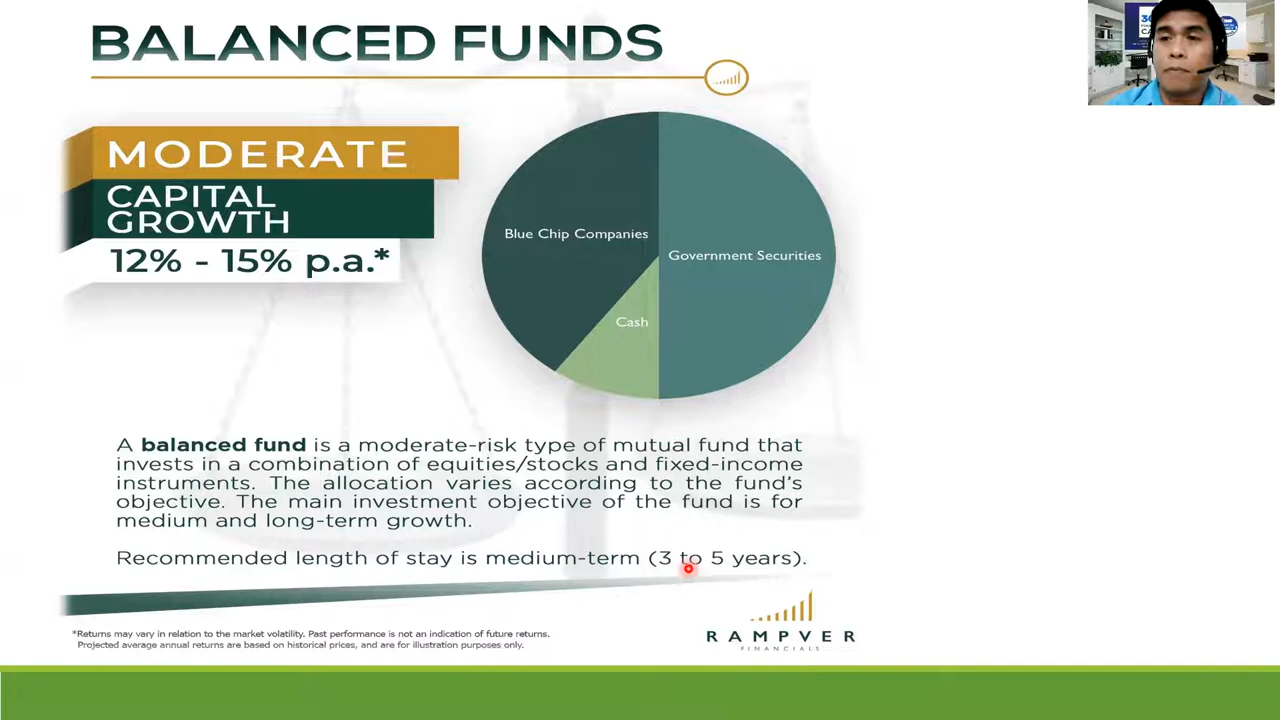 BALANCED FUNDS
MODERATE
CAPITAL
GROWTH
12% - 15% p.a.*
Blue Chip Companies
Government Securities
Cash
A balanced fund is a moderate-risk type of mutual fund that
invests in a combination of equities/stocks and fixed-income
instruments. The allocation varies according to the fund's
objective. The main investment objective of the fund is for
medium and long-term growth.
Recommended length of stay is medium-term (3 to 5 years).
*Returns may vary in relation to the market volatility. Past performance is not an indication of future returns.
Projected average annual returns are based on historical prices, and are for illustration purposes only.
RAMPVER
FINANCIALS